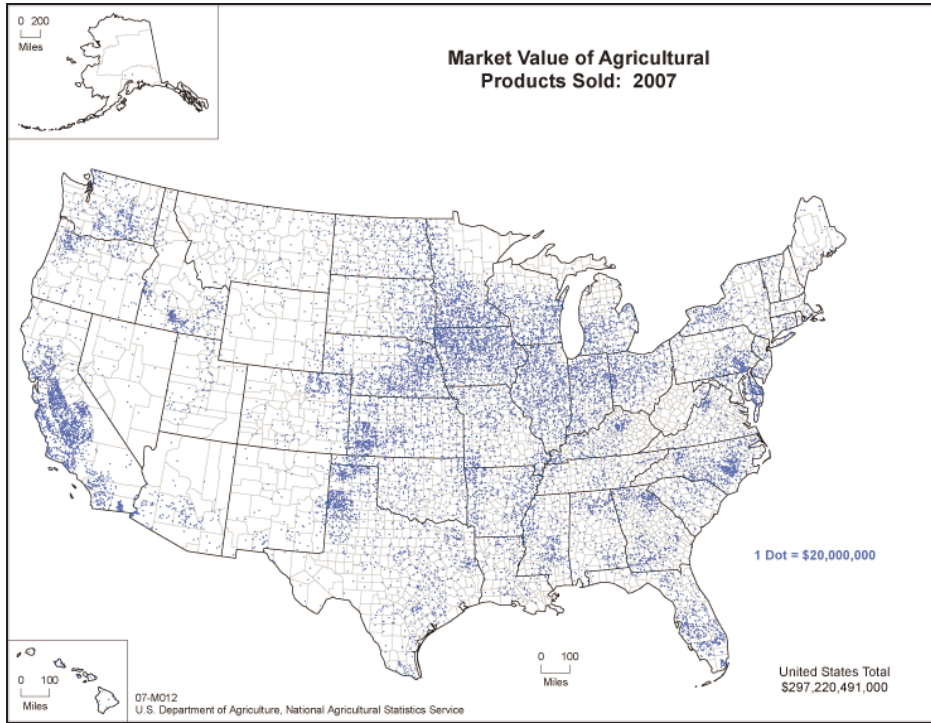 0 200
Miles
Market Value of Agricultural
Products Sold: 2007
1 Dot = $20,000,000
0 100
Miles
07-M012
U.S. Department of Agriculture, National Agricultural Statistics Service
0 100
Miles
United States Total
$297,220,491,000